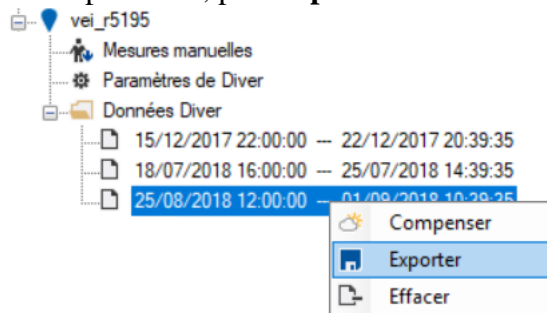 vei_r5195
Mesures manuelles
Paramètres de Diver
Données Diver
15/12/2017 22:00:00 --- 22/12/2017 20:39:35
18/07/2018 16:00:00 --- 25/07/2018 14:39:35
25/08/2018 12:00:00 --- 01/09/2018 10:39:35
Compenser
Exporter
Effacer